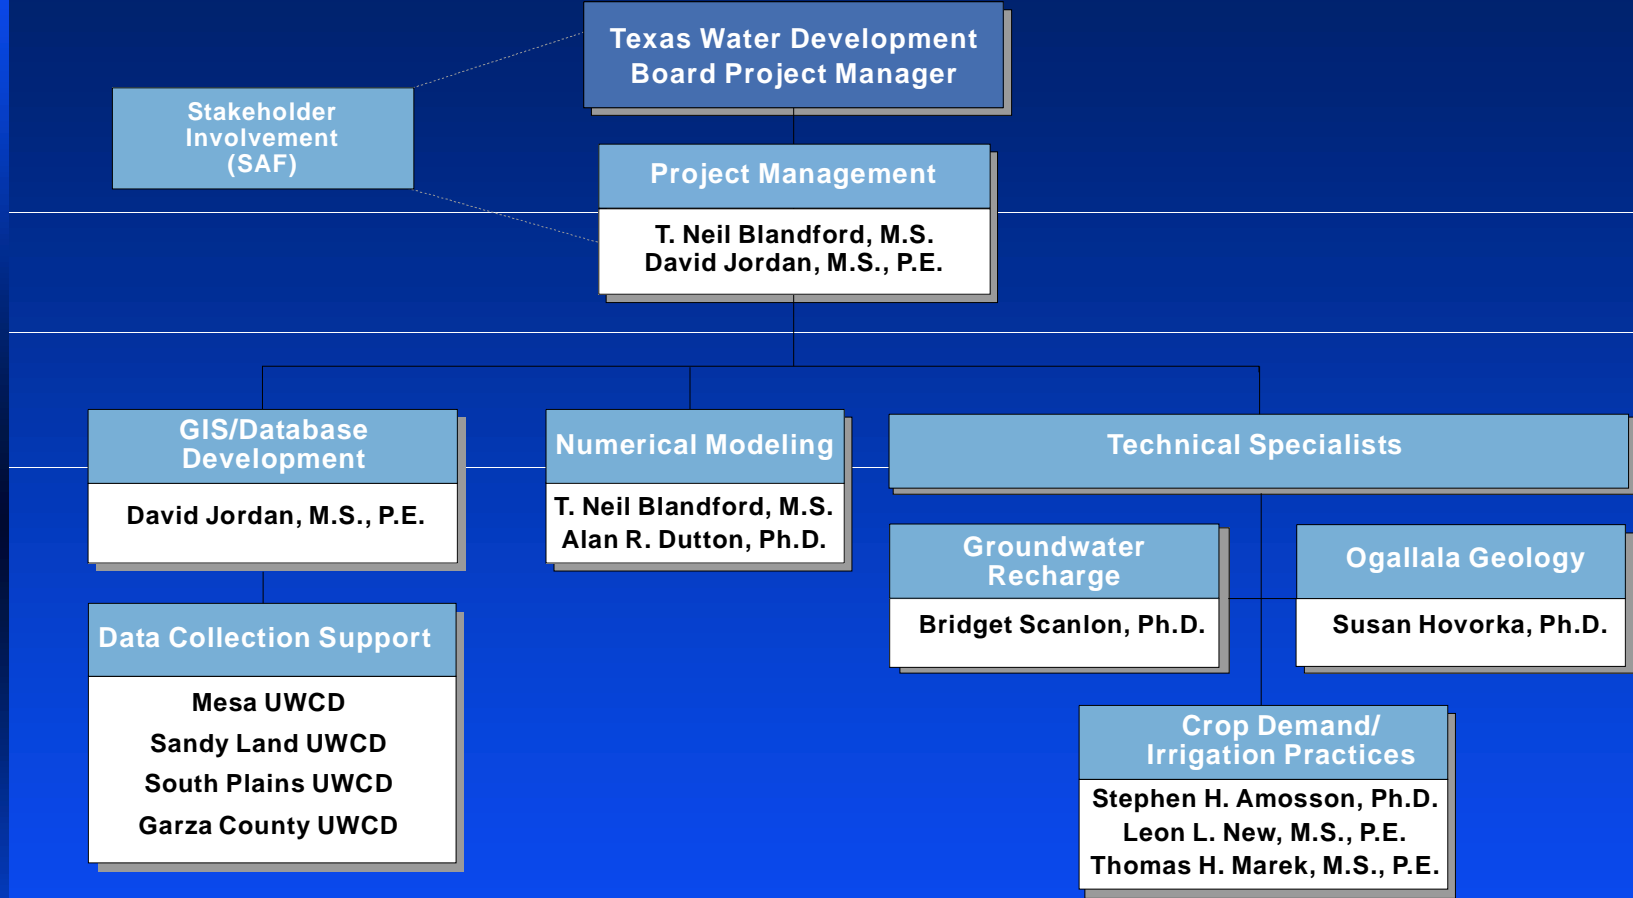 Texas Water Development
Board Project Manager
Stakeholder
Involvement
(SAF)
Project Management
T. Neil Blandford, M.S.
David Jordan, M.S., P.E.
GIS/Database
Development
David Jordan, M.S., P.E.
Numerical Modeling
T. Neil Blandford, M.S.
Alan R. Dutton, Ph.D.
Technical Specialists
Groundwater
Recharge
Bridget Scanlon, Ph.D.
Ogallala Geology
Susan Hovorka, Ph.D.
Data Collection Support
Mesa UWCD
Sandy Land UWCD
South Plains UWCD
Garza County UWCD
Crop Demand/
Irrigation Practices
Stephen H. Amosson, Ph.D.
Leon L. New, M.S., P.E.
Thomas H. Marek, M.S., P.E.